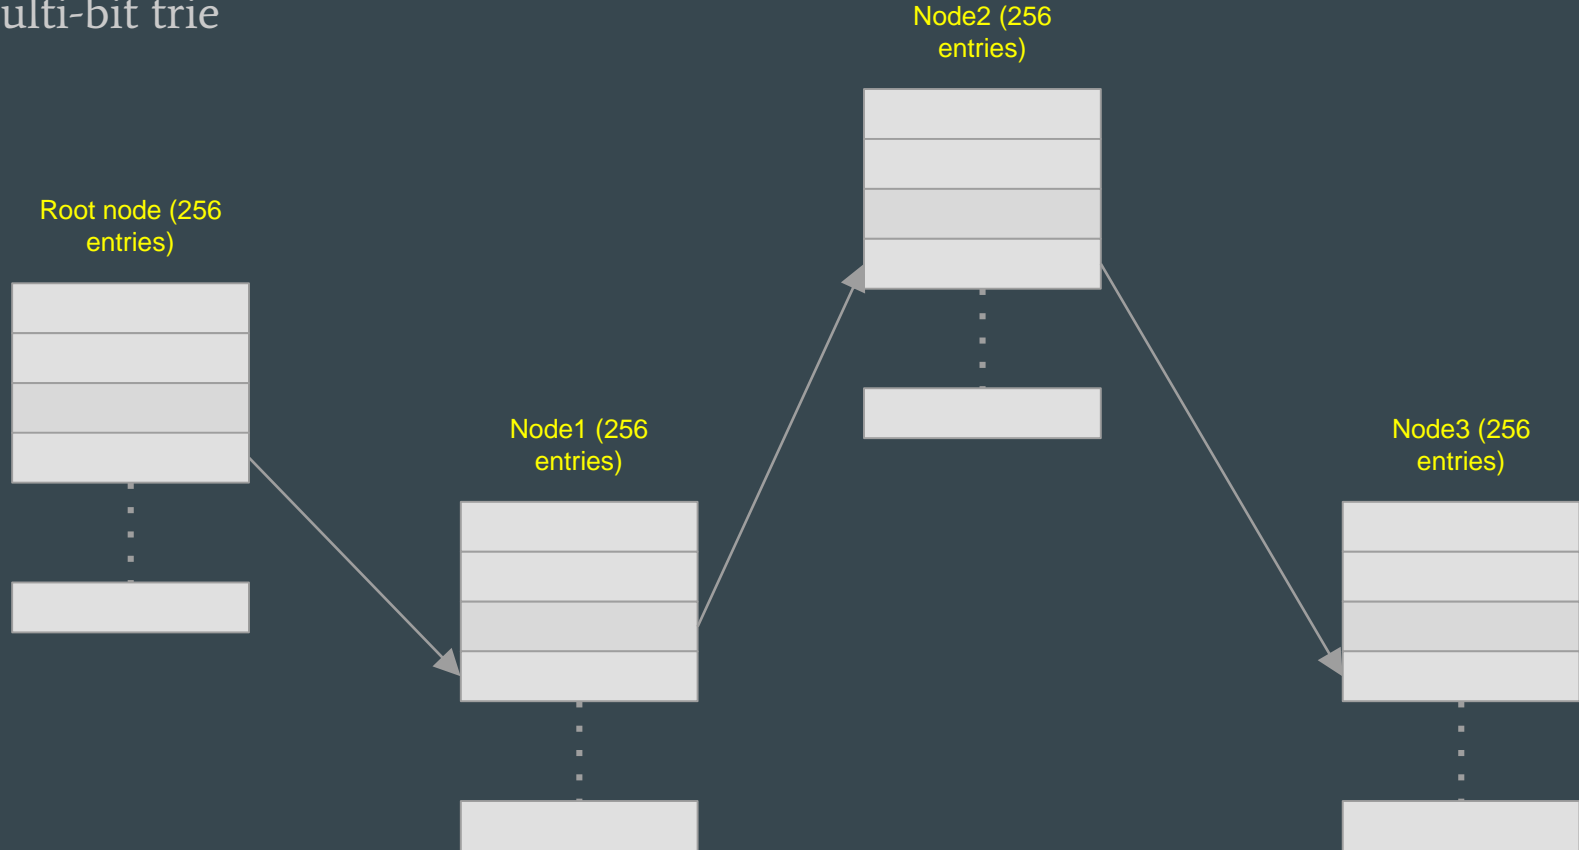 ulti-bit trie
Node2 (256
entries)
Root node (256
entries)
Node1 (256
entries)
Node3 (256
entries)